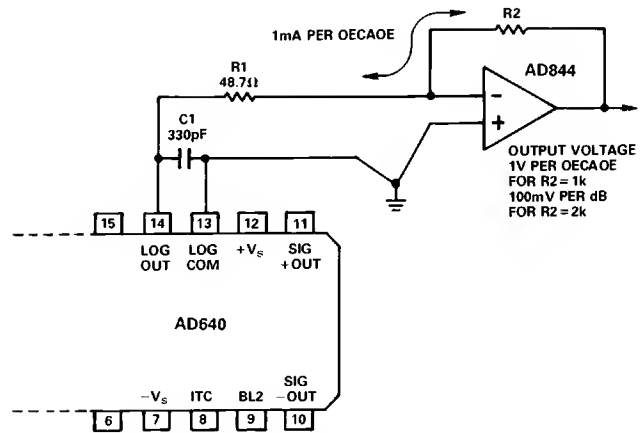 1mA PER OECAOE
R2
AD844
R1
48.7Ω
−
+
C1
330pF
OUTPUT VOLTAGE
1V PER OECAOE
FOR R2 = 1k
100mV PER dB
FOR R2 = 2k
15 14 13 12 11
LOG OUT
LOG COM
+VS
SIG +OUT
AD640
−VS
ITC
BL2
SIG −OUT
6 7 8 9 10